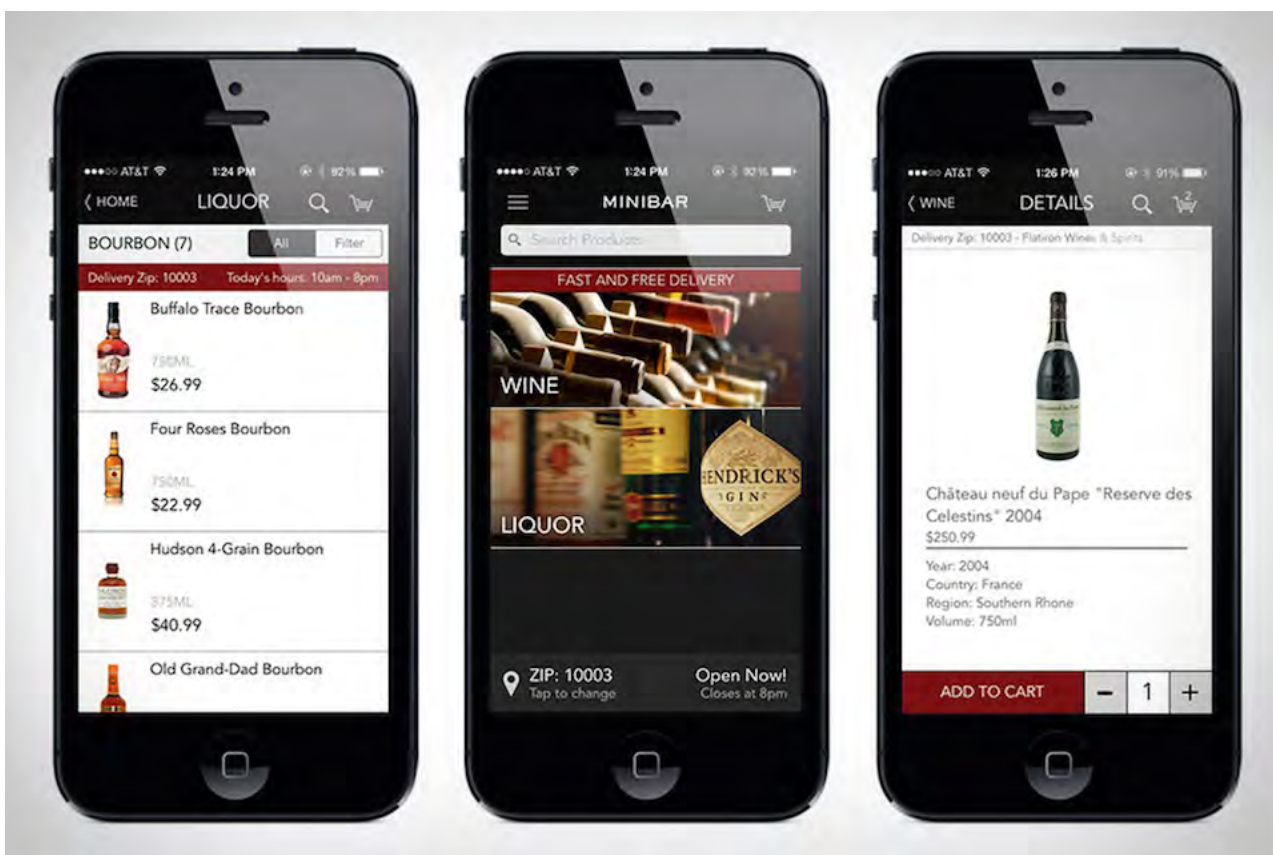 AT&T 1:24 PM 92%
HOME LIQUOR
BOURBON (7) All Filter
Delivery Zip: 10003 Today's hours: 10am - 8pm
Buffalo Trace Bourbon
750ML
$26.99
Four Roses Bourbon
750ML
$22.99
Hudson 4-Grain Bourbon
375ML
$40.99
Old Grand-Dad Bourbon
AT&T 1:24 PM 92%
MINIBAR
Search Products
FAST AND FREE DELIVERY
WINE
HENDRICK'S
GIN
LIQUOR
ZIP: 10003 Open Now!
Tap to change Closes at 8pm
AT&T 1:26 PM 91%
WINE DETAILS 2
Delivery Zip: 10003 - Flatiron Wines & Spirits
Château neuf du Pape "Reserve des
Celestins" 2004
$250.99
Year: 2004
Country: France
Region: Southern Rhone
Volume: 750ml
ADD TO CART − 1 +